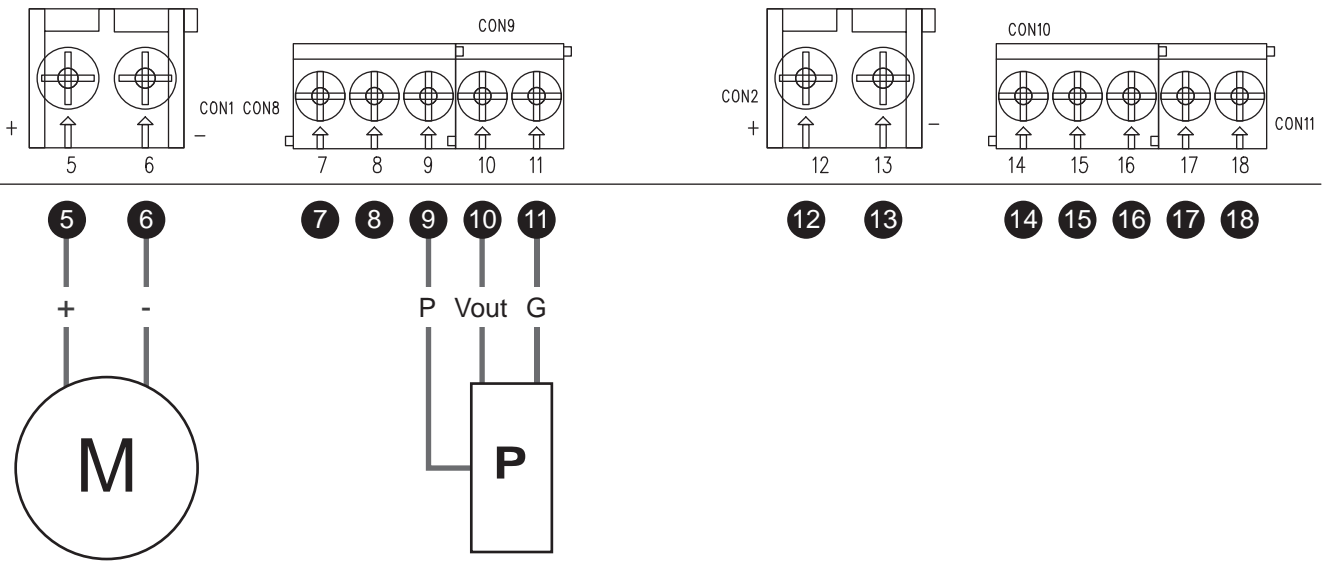 CON9
CON10
CON1 CON8
CON2
CON11
+ -
+ -
5 6 7 8 9 10 11 12 13 14 15 16 17 18
5 6 7 8 9 10 11 12 13 14 15 16 17 18
+ - P Vout G
M
P